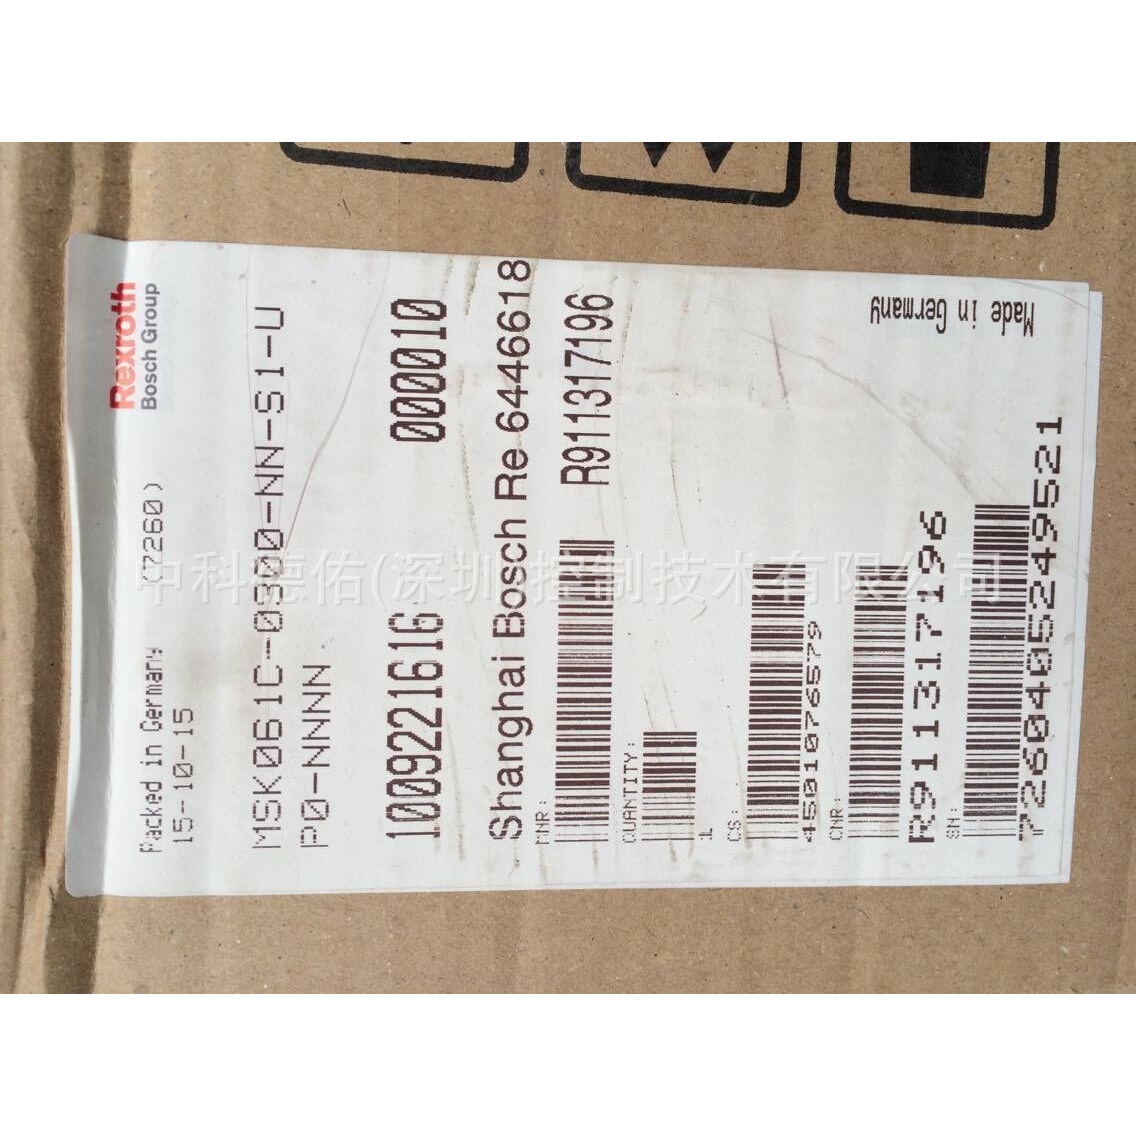 Rexroth
Bosch Group
Packed in Germany (7260)
15-10-15
MSK061C-0300-NN-S1-U
P0-NNNN
1009221616 000010
Shanghai Bosch Re 6446618
MNR: R911317196
QUANTITY:
1L
CS:
4501076579
CNR:
R911317196
SN:
7260405249521
Made in Germany
中科德佑(深圳)控制技术有限公司